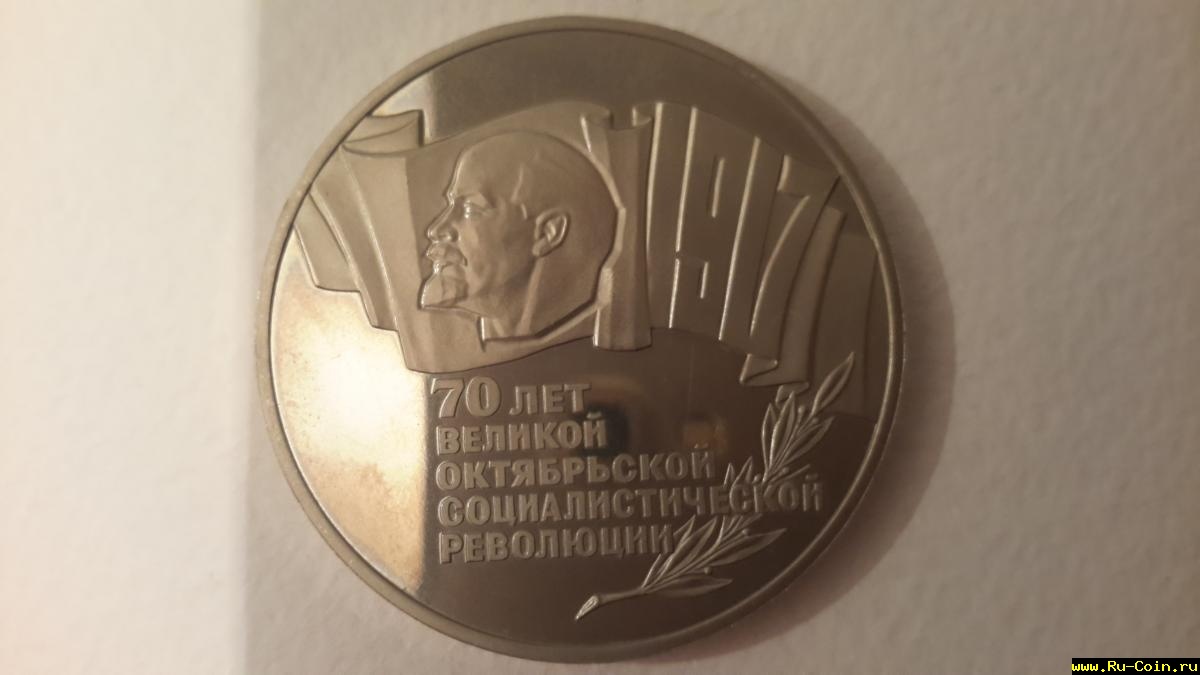 1917
70 ЛЕТ
ВЕЛИКОЙ
ОКТЯБРЬСКОЙ
СОЦИАЛИСТИЧЕСКОЙ
РЕВОЛЮЦИИ
www.Ru-Coin.ru